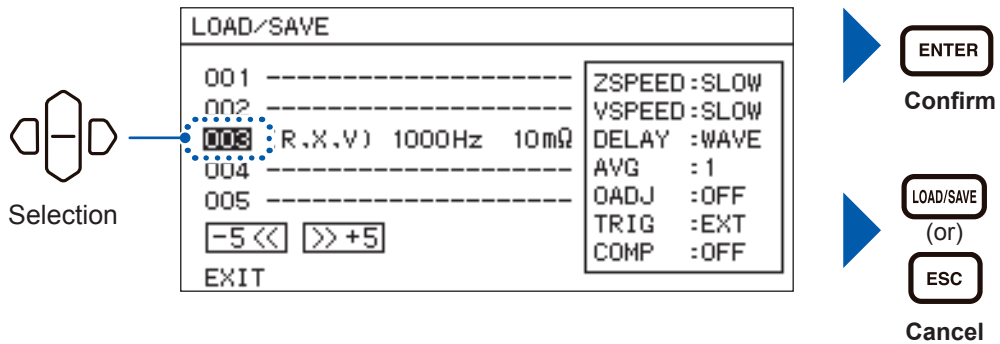 LOAD/SAVE
001 --------------------
002 --------------------
003 (R.X.V) 1000Hz 10mΩ
004 --------------------
005 --------------------
-5 << >> +5
EXIT
ZSPEED:SLOW
VSPEED:SLOW
DELAY :WAVE
AVG :1
OADJ :OFF
TRIG :EXT
COMP :OFF
Selection
ENTER
Confirm
LOAD/SAVE
(or)
ESC
Cancel